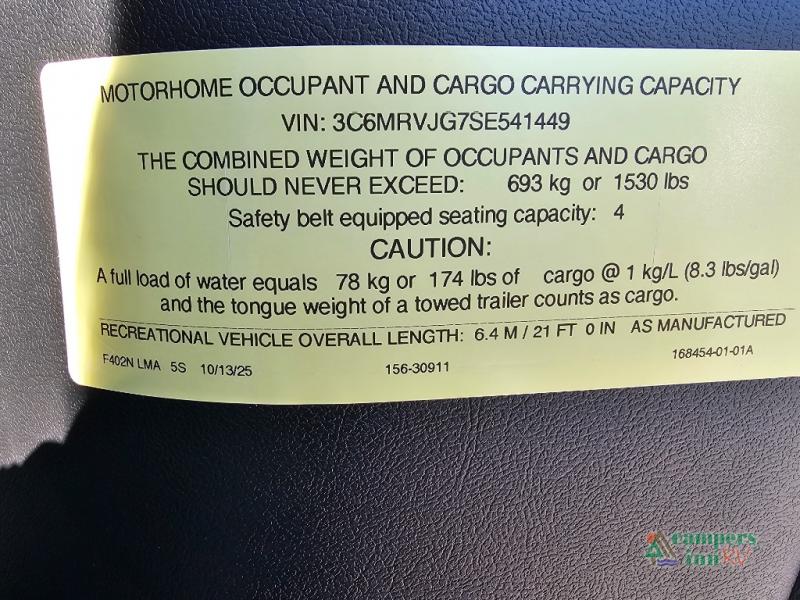 MOTORHOME OCCUPANT AND CARGO CARRYING CAPACITY
VIN: 3C6MRVJG7SE541449
THE COMBINED WEIGHT OF OCCUPANTS AND CARGO
SHOULD NEVER EXCEED: 693 kg or 1530 lbs
Safety belt equipped seating capacity: 4
CAUTION:
A full load of water equals 78 kg or 174 lbs of cargo @ 1 kg/L (8.3 lbs/gal)
and the tongue weight of a towed trailer counts as cargo.
RECREATIONAL VEHICLE OVERALL LENGTH: 6.4 M / 21 FT 0 IN AS MANUFACTURED
F402N LMA 5S 10/13/25 156-30911 168454-01-01A
campers
inn RV